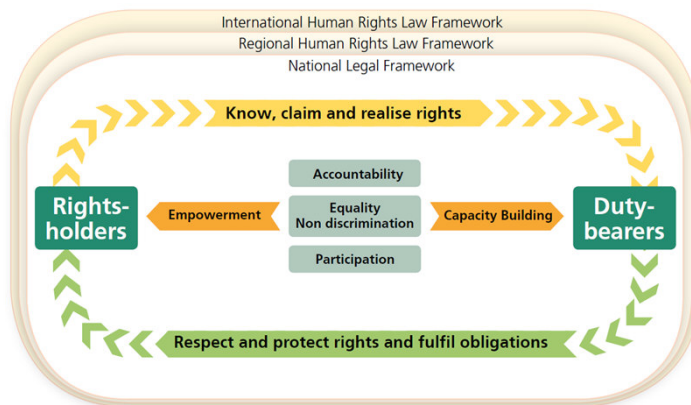 International Human Rights Law Framework
Regional Human Rights Law Framework
National Legal Framework
Know, claim and realise rights
Accountability
Rights-
holders
Empowerment
Equality
Non discrimination
Capacity Building
Duty-
bearers
Participation
Respect and protect rights and fulfil obligations